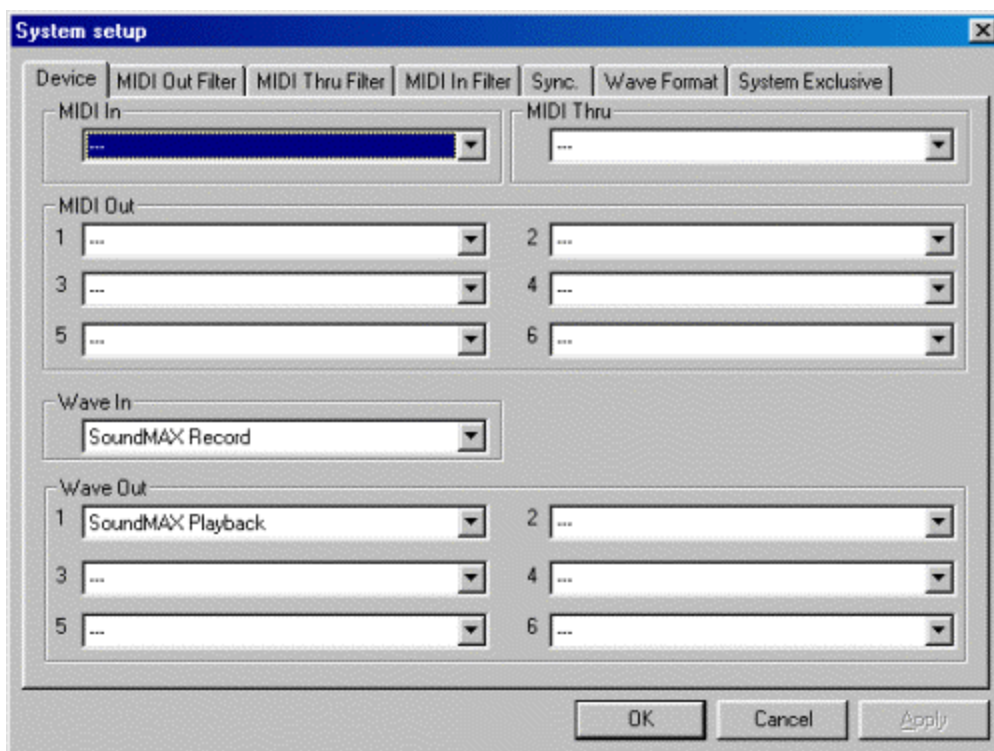 System setup
Device MIDI Out Filter MIDI Thru Filter MIDI In Filter Sync. Wave Format System Exclusive
MIDI In MIDI Thru
--- ---
MIDI Out
1 --- 2 ---
3 --- 4 ---
5 --- 6 ---
Wave In
SoundMAX Record
Wave Out
1 SoundMAX Playback 2 ---
3 --- 4 ---
5 --- 6 ---
OK Cancel Apply